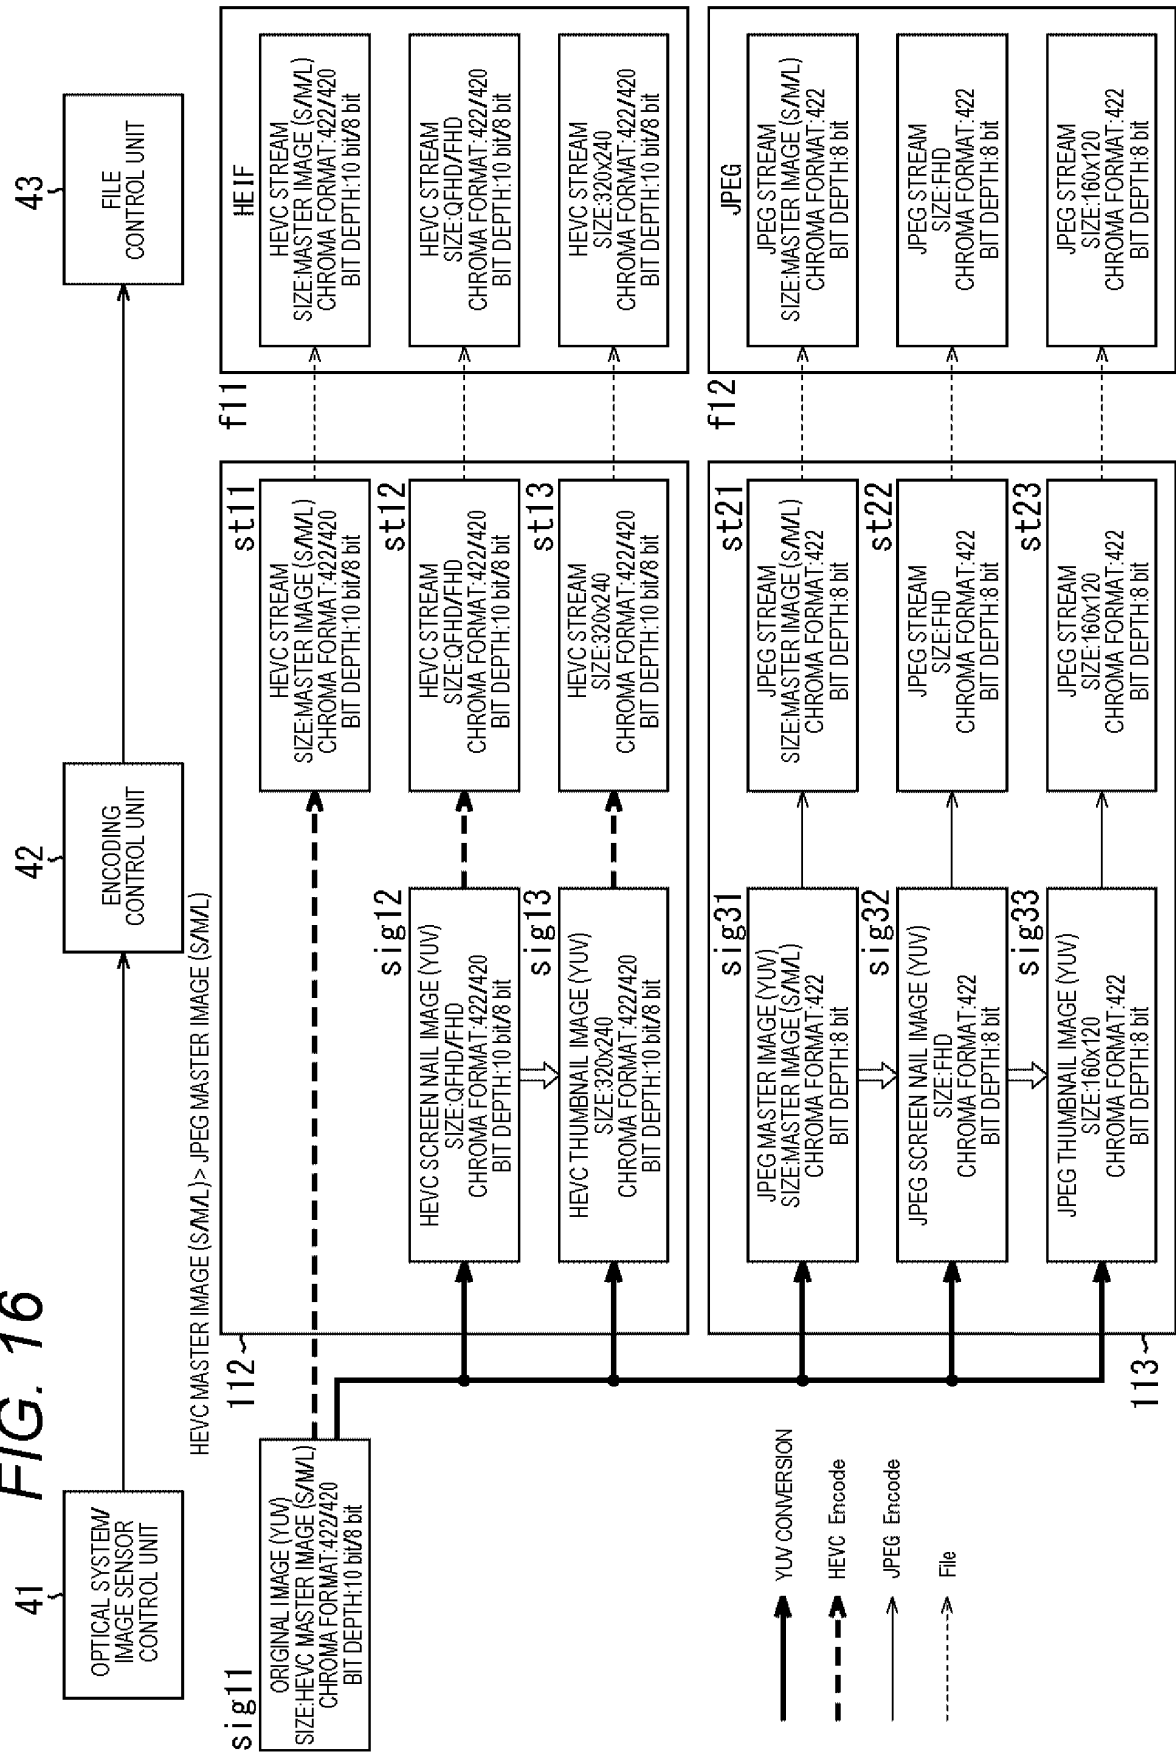 FIG. 16
41
OPTICAL SYSTEM/
IMAGE SENSOR
CONTROL UNIT
42
ENCODING
CONTROL UNIT
43
FILE
CONTROL UNIT
HEVC MASTER IMAGE (S/M/L)> JPEG MASTER IMAGE (S/M/L)
sig11
ORIGINAL IMAGE (YUV)
SIZE:HEVC MASTER IMAGE (S/M/L)
CHROMA FORMAT:422/420
BIT DEPTH:10 bit/8 bit
112
st11
HEVC STREAM
SIZE:MASTER IMAGE (S/M/L)
CHROMA FORMAT:422/420
BIT DEPTH:10 bit/8 bit
sig12
HEVC SCREEN NAIL IMAGE (YUV)
SIZE:QFHD/FHD
CHROMA FORMAT:422/420
BIT DEPTH:10 bit/8 bit
st12
HEVC STREAM
SIZE:QFHD/FHD
CHROMA FORMAT:422/420
BIT DEPTH:10 bit/8 bit
sig13
HEVC THUMBNAIL IMAGE (YUV)
SIZE:320x240
CHROMA FORMAT:422/420
BIT DEPTH:10 bit/8 bit
st13
HEVC STREAM
SIZE:320x240
CHROMA FORMAT:422/420
BIT DEPTH:10 bit/8 bit
f11
HEIF
HEVC STREAM
SIZE:MASTER IMAGE (S/M/L)
CHROMA FORMAT:422/420
BIT DEPTH:10 bit/8 bit
HEVC STREAM
SIZE:QFHD/FHD
CHROMA FORMAT:422/420
BIT DEPTH:10 bit/8 bit
HEVC STREAM
SIZE:320x240
CHROMA FORMAT:422/420
BIT DEPTH:10 bit/8 bit
113
sig31
JPEG MASTER IMAGE (YUV)
SIZE:MASTER IMAGE (S/M/L)
CHROMA FORMAT:422
BIT DEPTH:8 bit
st21
JPEG STREAM
SIZE:MASTER IMAGE (S/M/L)
CHROMA FORMAT:422
BIT DEPTH:8 bit
sig32
JPEG SCREEN NAIL IMAGE (YUV)
SIZE:FHD
CHROMA FORMAT:422
BIT DEPTH:8 bit
st22
JPEG STREAM
SIZE:FHD
CHROMA FORMAT:422
BIT DEPTH:8 bit
sig33
JPEG THUMBNAIL IMAGE (YUV)
SIZE:160x120
CHROMA FORMAT:422
BIT DEPTH:8 bit
st23
JPEG STREAM
SIZE:160x120
CHROMA FORMAT:422
BIT DEPTH:8 bit
f12
JPEG
JPEG STREAM
SIZE:MASTER IMAGE (S/M/L)
CHROMA FORMAT:422
BIT DEPTH:8 bit
JPEG STREAM
SIZE:FHD
CHROMA FORMAT:422
BIT DEPTH:8 bit
JPEG STREAM
SIZE:160x120
CHROMA FORMAT:422
BIT DEPTH:8 bit
YUV CONVERSION
HEVC Encode
JPEG Encode
File